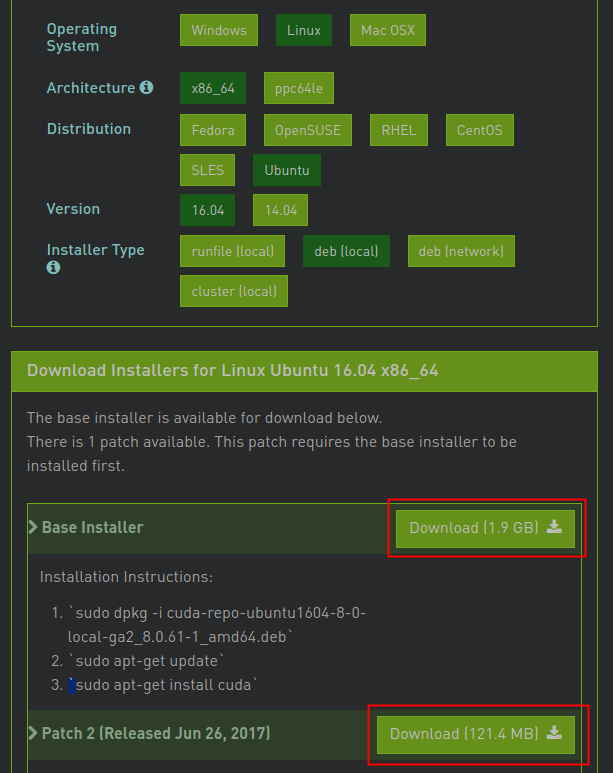 Operating System
Windows
Linux
Mac OSX
Architecture
x86_64
ppc64le
Distribution
Fedora
OpenSUSE
RHEL
CentOS
SLES
Ubuntu
Version
16.04
14.04
Installer Type
runfile (local)
deb (local)
deb (network)
cluster (local)
Download Installers for Linux Ubuntu 16.04 x86_64
The base installer is available for download below.
There is 1 patch available. This patch requires the base installer to be
installed first.
Base Installer
Download (1.9 GB)
Installation Instructions:
1. `sudo dpkg -i cuda-repo-ubuntu1604-8-0-
local-ga2_8.0.61-1_amd64.deb`
2. `sudo apt-get update`
3. `sudo apt-get install cuda`
Patch 2 (Released Jun 26, 2017)
Download (121.4 MB)